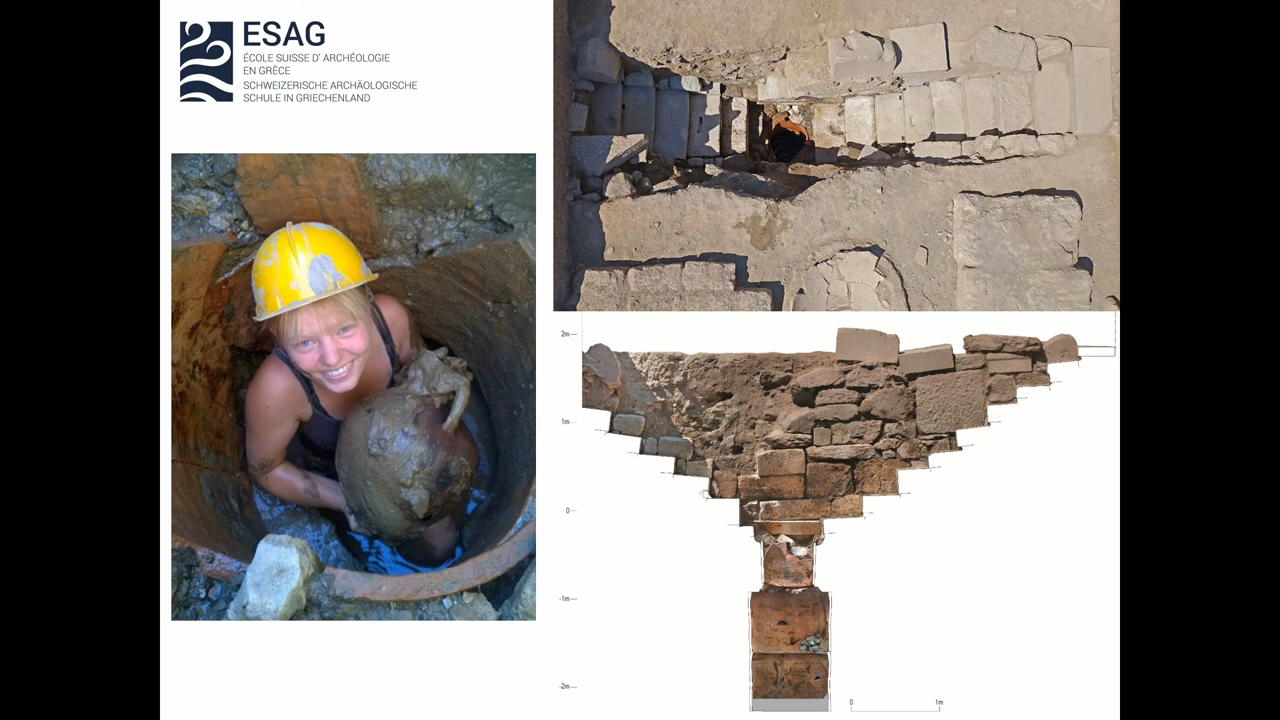 ESAG
ÉCOLE SUISSE D' ARCHÉOLOGIE
EN GRÈCE
SCHWEIZERISCHE ARCHÄOLOGISCHE
SCHULE IN GRIECHENLAND
2m
1m
0
-1m
-2m
0 1m